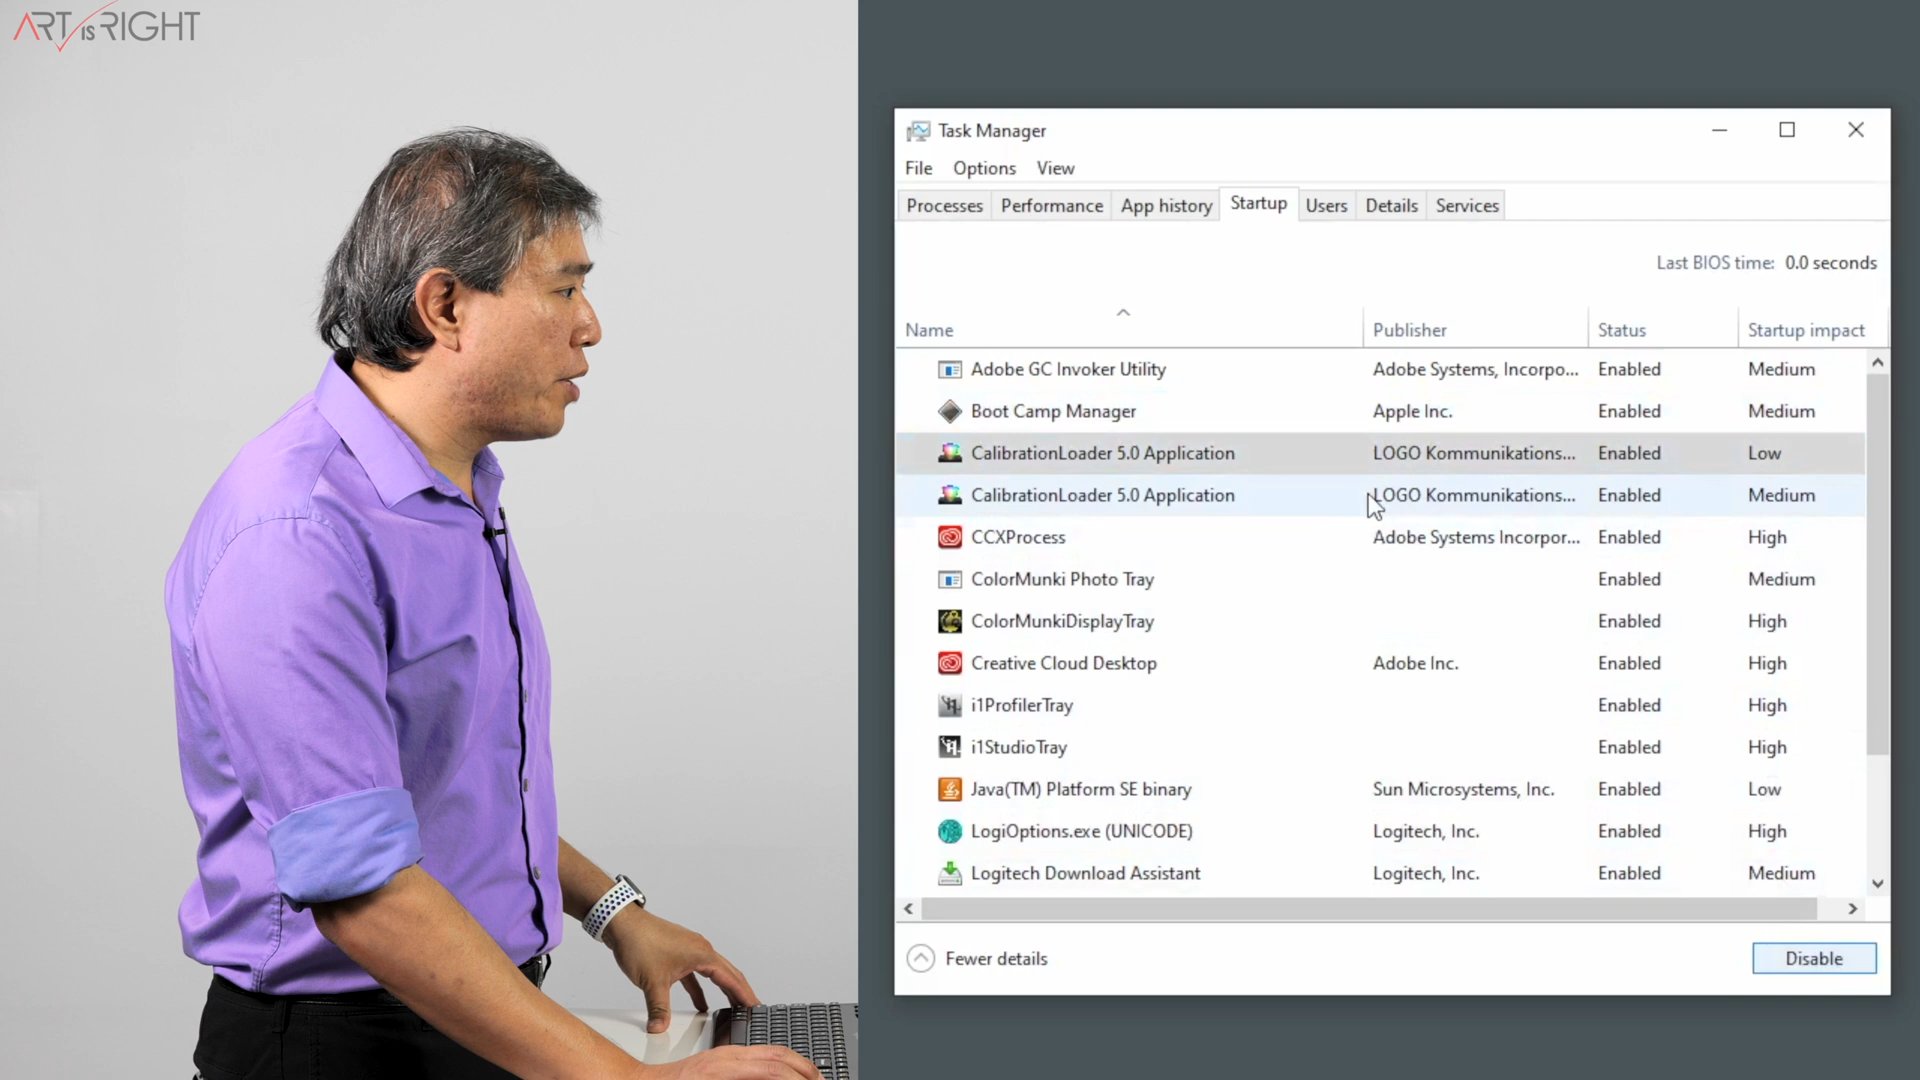 ART IS RIGHT
Task Manager
File Options View
Processes Performance App history Startup Users Details Services
Last BIOS time: 0.0 seconds
Name Publisher Status Startup impact
Adobe GC Invoker Utility Adobe Systems, Incorpo... Enabled Medium
Boot Camp Manager Apple Inc. Enabled Medium
CalibrationLoader 5.0 Application LOGO Kommunikations... Enabled Low
CalibrationLoader 5.0 Application LOGO Kommunikations... Enabled Medium
CCXProcess Adobe Systems Incorpor... Enabled High
ColorMunki Photo Tray Enabled Medium
ColorMunkiDisplayTray Enabled High
Creative Cloud Desktop Adobe Inc. Enabled High
i1ProfilerTray Enabled High
i1StudioTray Enabled High
Java(TM) Platform SE binary Sun Microsystems, Inc. Enabled Low
LogiOptions.exe (UNICODE) Logitech, Inc. Enabled High
Logitech Download Assistant Logitech, Inc. Enabled Medium
Fewer details Disable